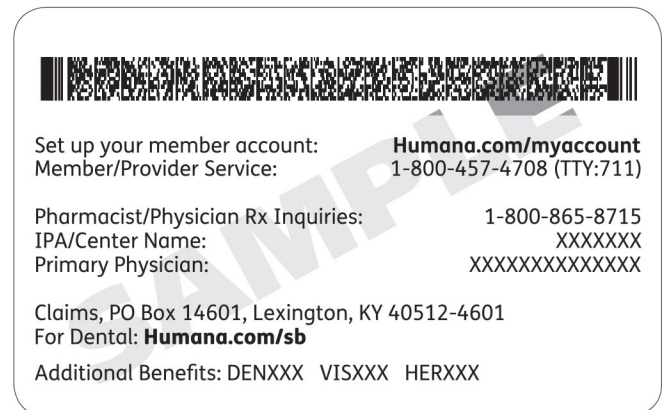 Set up your member account: Humana.com/myaccount
Member/Provider Service: 1-800-457-4708 (TTY:711)
Pharmacist/Physician Rx Inquiries: 1-800-865-8715
IPA/Center Name: XXXXXXX
Primary Physician: XXXXXXXXXXXXXX
Claims, PO Box 14601, Lexington, KY 40512-4601
For Dental: Humana.com/sb
Additional Benefits: DENXXX VISXXX HERXXX
SAMPLE